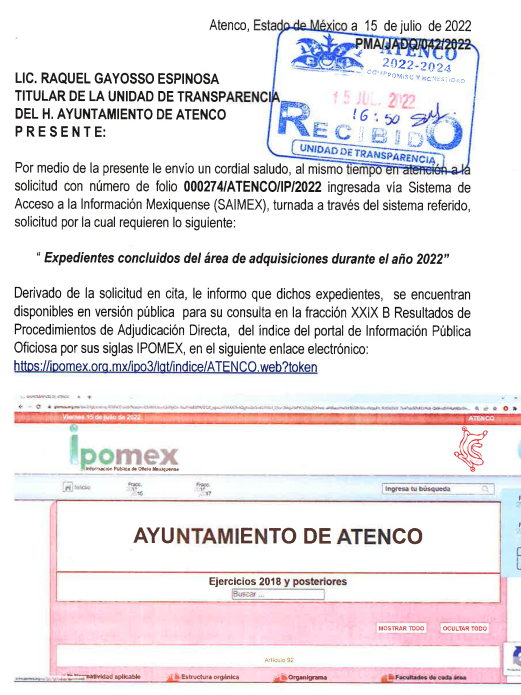 Atenco, Estado de México a 15 de julio de 2022
PMA/JADQ/042/2022
ATENCO
2022-2024
COMPROMISO Y HONESTIDAD
15 JUL. 2022
16:50
RECIBIDO
UNIDAD DE TRANSPARENCIA
LIC. RAQUEL GAYOSSO ESPINOSA
TITULAR DE LA UNIDAD DE TRANSPARENCIA
DEL H. AYUNTAMIENTO DE ATENCO
P R E S E N T E:
Por medio de la presente le envío un cordial saludo, al mismo tiempo en atención a la
solicitud con número de folio 000274/ATENCO/IP/2022 ingresada vía Sistema de
Acceso a la Información Mexiquense (SAIMEX), turnada a través del sistema referido,
solicitud por la cual requieren lo siguiente:
“ Expedientes concluidos del área de adquisiciones durante el año 2022”
Derivado de la solicitud en cita, le informo que dichos expedientes, se encuentran
disponibles en versión pública para su consulta en la fracción XXIX B Resultados de
Procedimientos de Adjudicación Directa, del índice del portal de Información Pública
Oficiosa por sus siglas IPOMEX, en el siguiente enlace electrónico:
https://ipomex.org.mx/ipo3/lgt/indice/ATENCO.web?token
Viernes 15 de julio de 2022
ATENCO
ipomex
Información Pública de Oficio Mexiquense
Inicio
Fracc.
Fracc.
Ingresa tu búsqueda
AYUNTAMIENTO DE ATENCO
Ejercicios 2018 y posteriores
Buscar ...
MOSTRAR TODO
OCULTAR TODO
Artículo 92
Normatividad aplicable
Estructura orgánica
Organigrama
Facultades de cada área